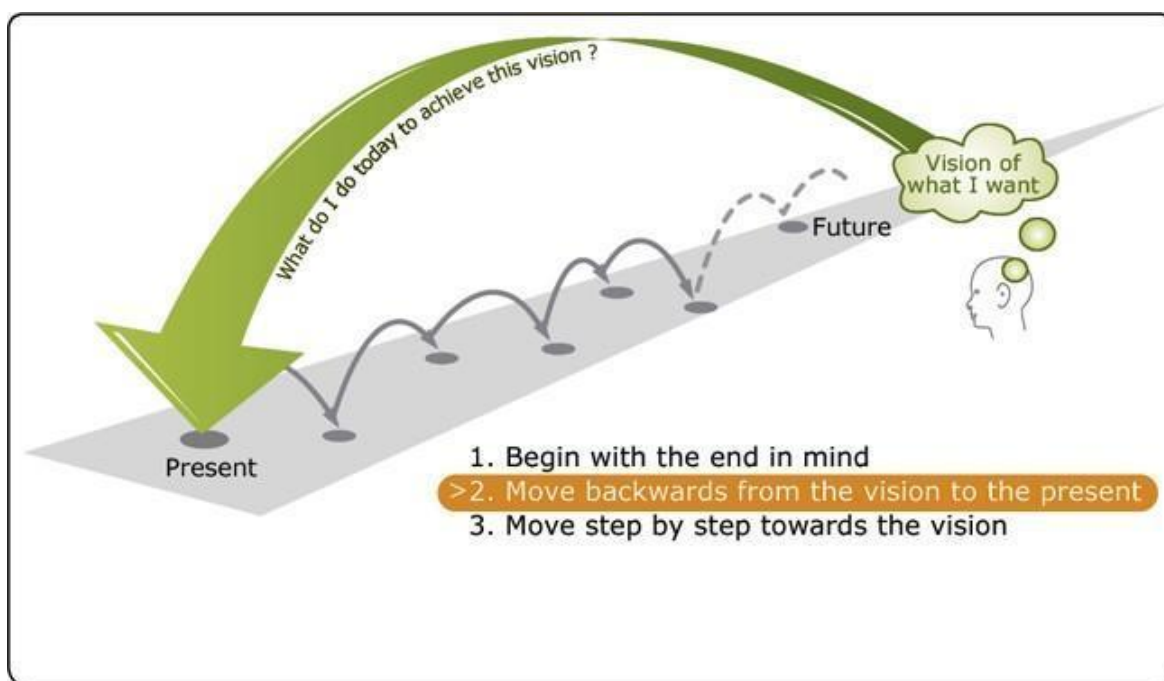 What do I do today to achieve this vision ?
Vision of
what I want
Future
Present
1. Begin with the end in mind
>2. Move backwards from the vision to the present
3. Move step by step towards the vision